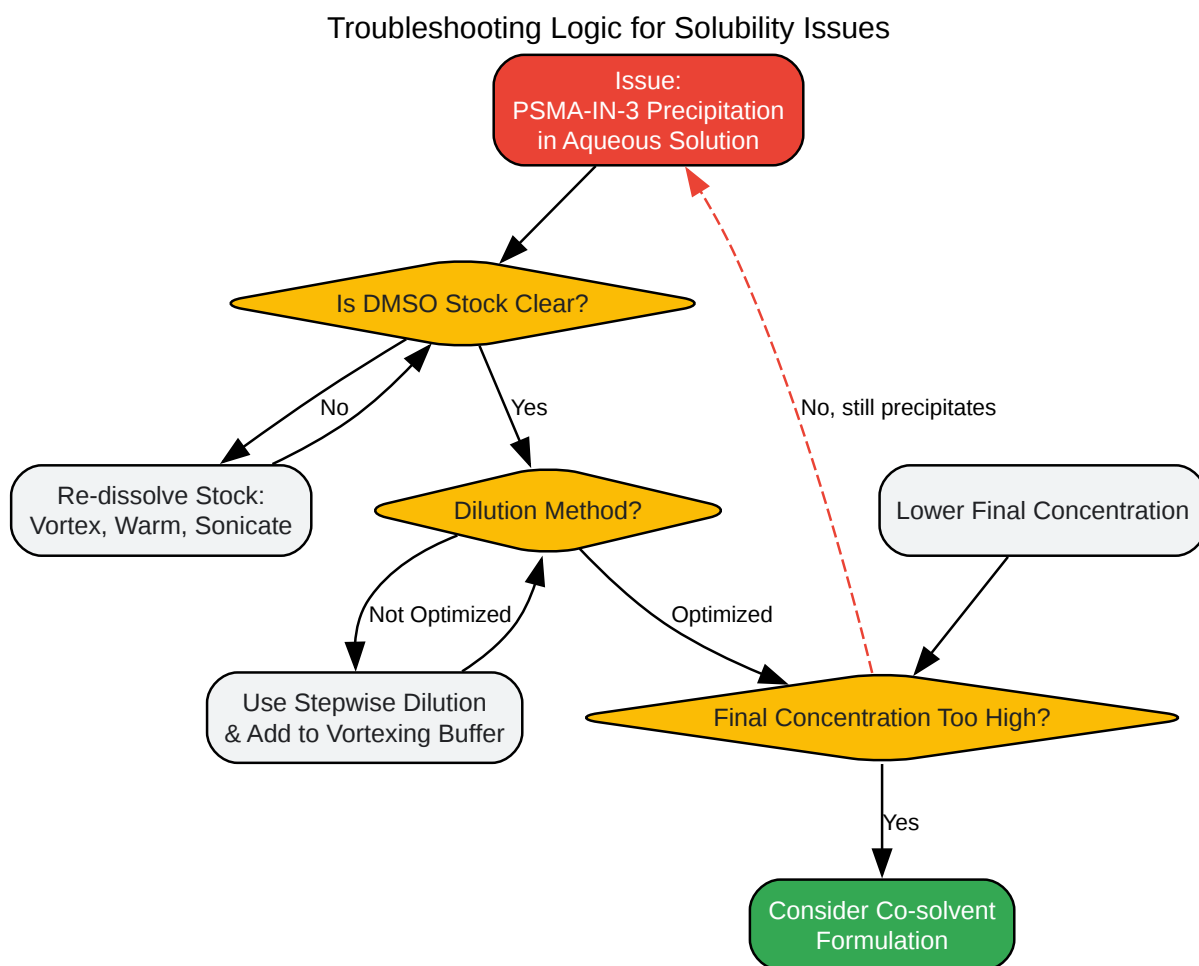 Troubleshooting Logic for Solubility Issues
Issue:
PSMA-IN-3 Precipitation
in Aqueous Solution
Is DMSO Stock Clear?
No
Yes
No, still precipitates
Re-dissolve Stock:
Vortex, Warm, Sonicate
Dilution Method?
Lower Final Concentration
Not Optimized
Optimized
Use Stepwise Dilution
& Add to Vortexing Buffer
Final Concentration Too High?
Yes
Consider Co-solvent
Formulation